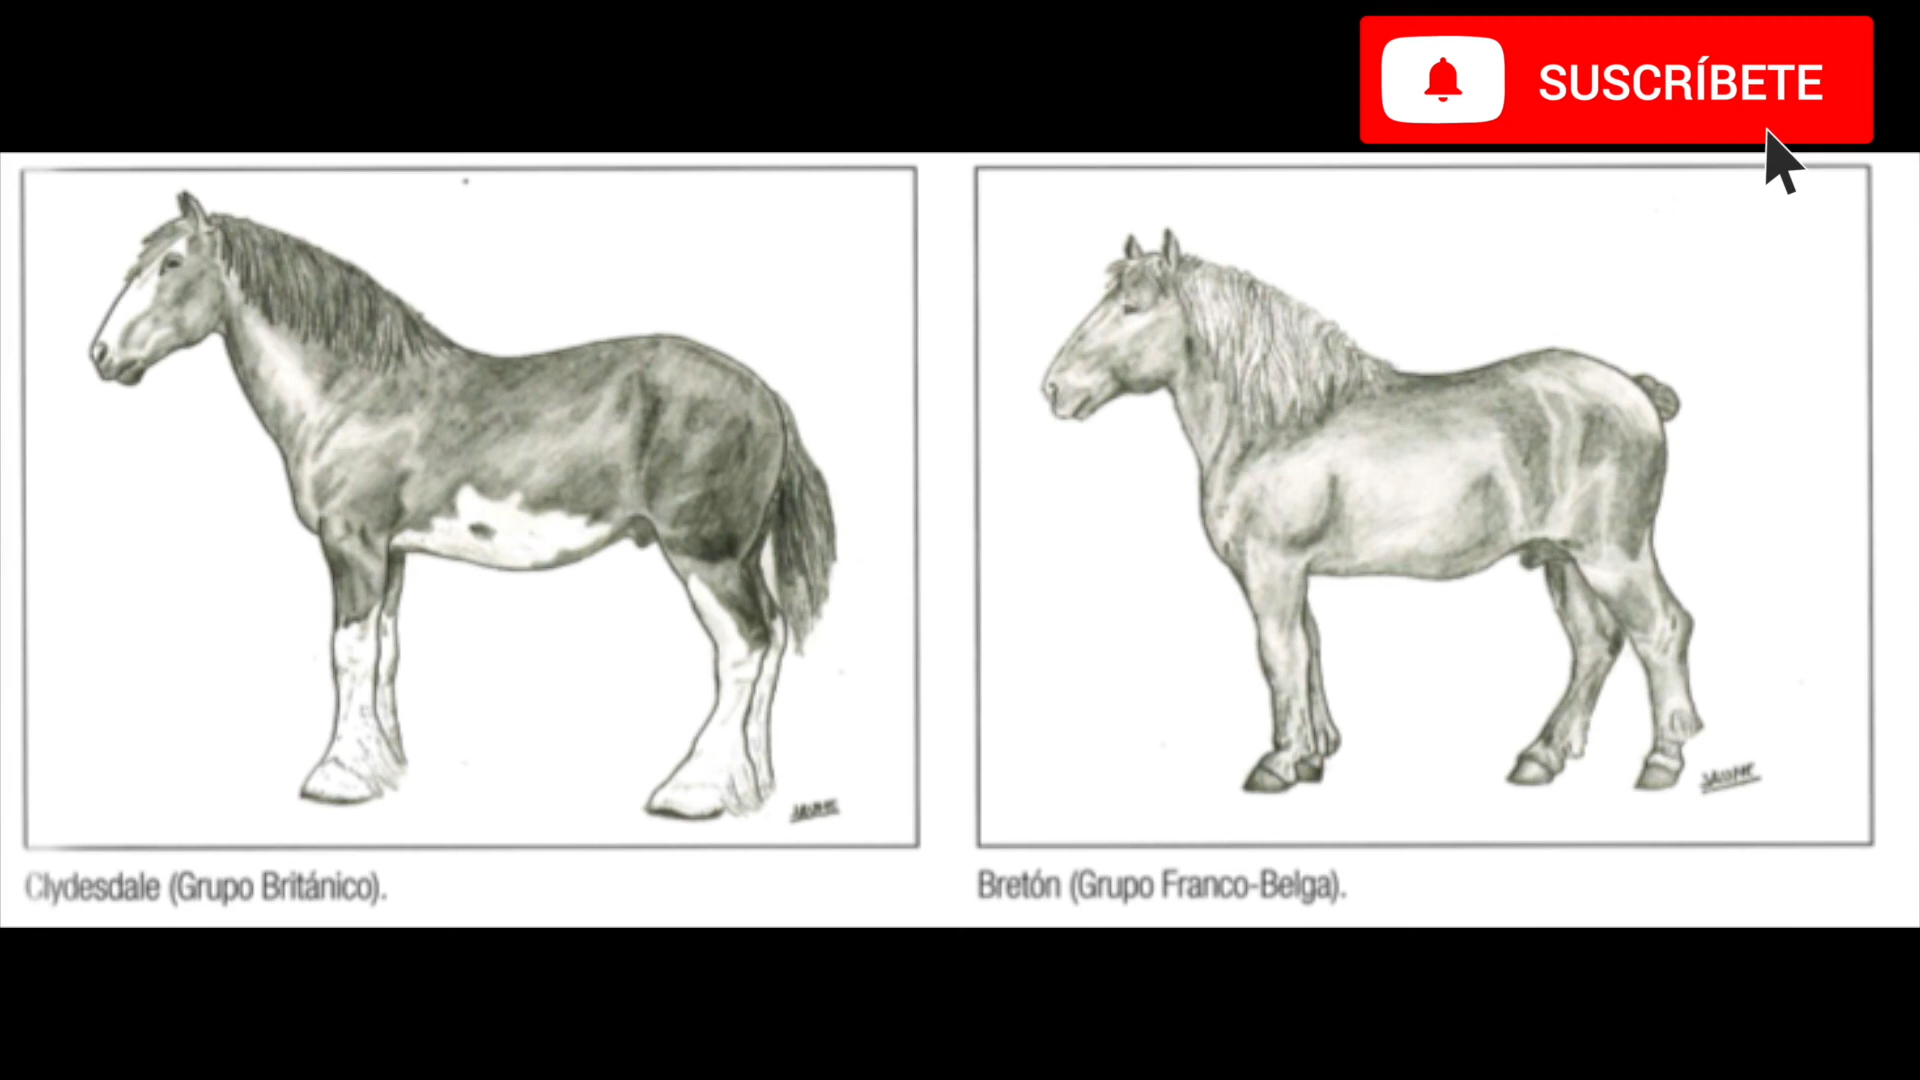 SUSCRÍBETE
Clydesdale (Grupo Británico).
Bretón (Grupo Franco-Belga).